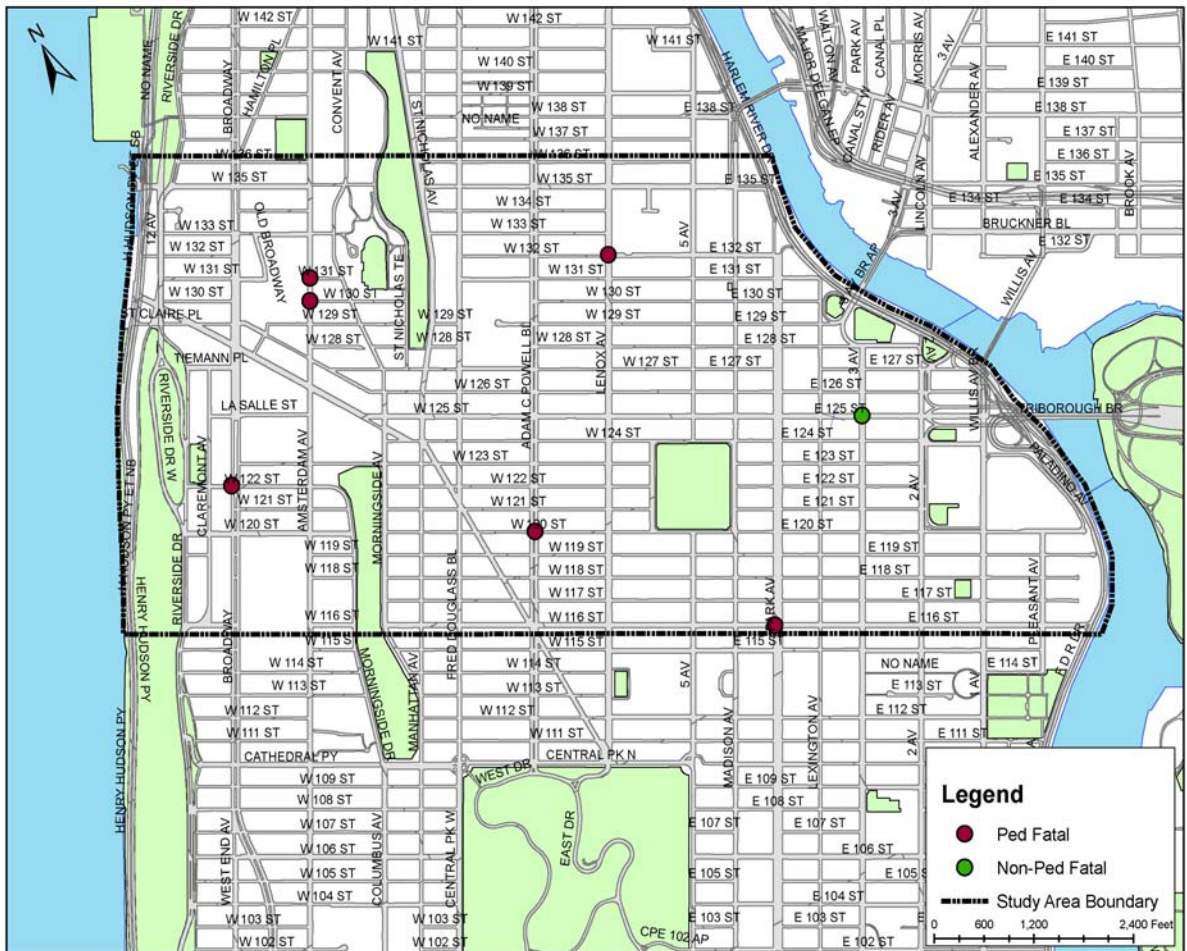 N
W 142 ST
W 142 ST
W 141 ST
W 141 ST
W 140 ST
W 139 ST
W 138 ST
NO NAME
W 137 ST
W 136 ST
W 136 ST
W 135 ST
W 135 ST
W 134 ST
W 133 ST
W 133 ST
W 132 ST
W 132 ST
W 131 ST
W 131 ST
W 131 ST
W 130 ST
W 130 ST
W 130 ST
W 129 ST
W 129 ST
W 129 ST
W 128 ST
W 128 ST
W 128 ST
W 127 ST
W 126 ST
W 125 ST
W 124 ST
W 123 ST
W 122 ST
W 122 ST
W 121 ST
W 121 ST
W 120 ST
W 120 ST
W 119 ST
W 119 ST
W 118 ST
W 118 ST
W 117 ST
W 116 ST
W 116 ST
W 115 ST
W 115 ST
W 114 ST
W 114 ST
W 113 ST
W 113 ST
W 112 ST
W 112 ST
W 111 ST
W 111 ST
CATHEDRAL PY
CENTRAL PK N
W 109 ST
W 108 ST
W 107 ST
W 106 ST
W 105 ST
W 104 ST
W 103 ST
W 103 ST
W 102 ST
W 102 ST
NO NAME
RIVERSIDE DR
BROADWAY
HAMILTON PL
CONVENT AV
ST NICHOLAS AV
12 AV
OLD BROADWAY
ST NICHOLAS TE
ST CLAIRE PL
TIEMANN PL
LA SALLE ST
RIVERSIDE DR W
CLAREMONT AV
AMSTERDAM AV
MORNINGSIDE AV
ADAM C POWELL BL
LENOX AV
5 AV
HENRY HUDSON PY
RIVERSIDE DR
BROADWAY
MORNINGSIDE DR
MANHATTAN AV
FRED DOUGLASS BL
HENRY HUDSON PY
WEST END AV
COLUMBUS AV
CENTRAL PK W
WEST DR
EAST DR
CPE 102 AP
5 AV
MADISON AV
PARK AV
LEXINGTON AV
2 AV
2 AV
2 AV
1 AV
3 AV
3 AV
3 AV
PLEASANT AV
F D R DR
PALADINO AV
WILLIS AV
TRIBOROUGH BR
HARLEM RIVER DR
MAJOR DEEGAN EP
WALTON AV
PARK AV
CANAL PL
MORRIS AV
CANAL ST W
RIDER AV
LINCOLN AV
ALEXANDER AV
BROOK AV
BRUCKNER BL
E 141 ST
E 140 ST
E 139 ST
E 138 ST
E 138 ST
E 137 ST
E 136 ST
E 135 ST
E 135 ST
E 134 ST
E 134 ST
E 132 ST
E 132 ST
E 131 ST
E 130 ST
E 129 ST
E 128 ST
E 127 ST
E 127 ST
E 126 ST
E 125 ST
E 124 ST
E 123 ST
E 122 ST
E 121 ST
E 120 ST
E 119 ST
E 118 ST
E 117 ST
E 116 ST
E 115 ST
E 114 ST
NO NAME
E 113 ST
E 112 ST
E 111 ST
E 109 ST
E 108 ST
E 107 ST
E 107 ST
E 106 ST
E 105 ST
E 104 ST
E 103 ST
E 103 ST
E 102 ST
Legend
Ped Fatal
Non-Ped Fatal
Study Area Boundary
0 600 1,200 2,400 Feet